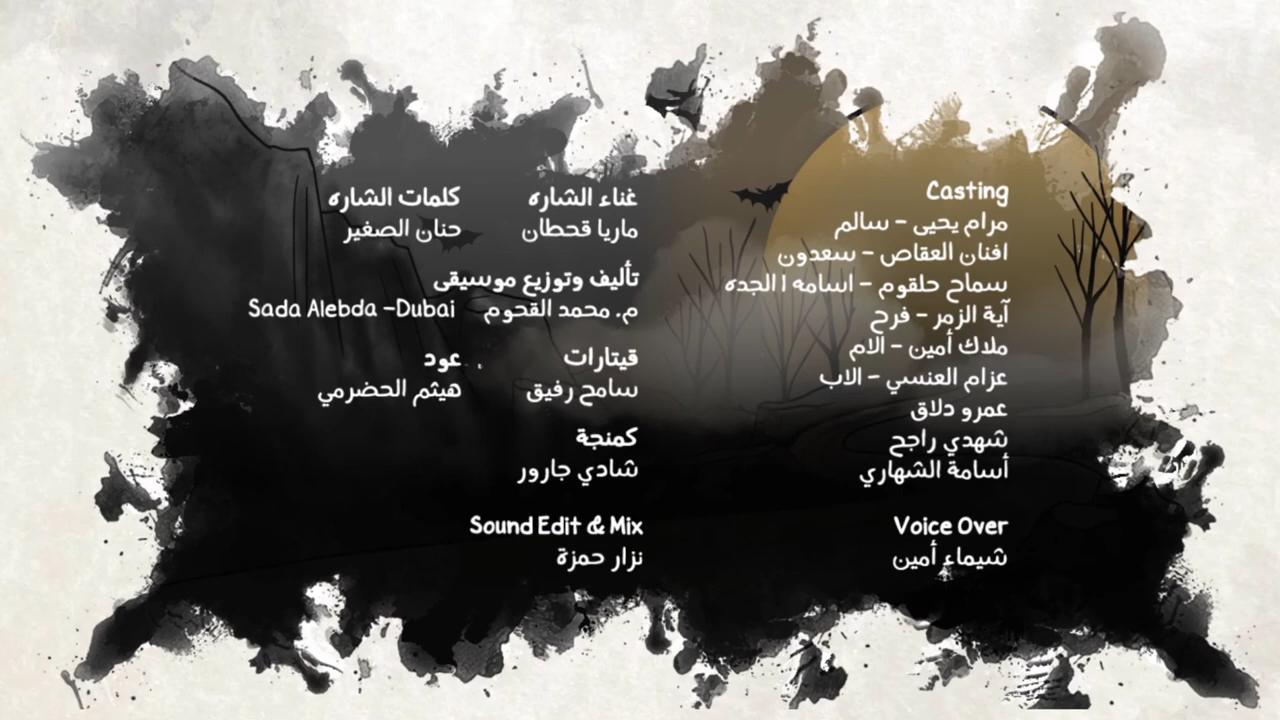 Casting
مرام يحيى - سالم
افنان العقاص - سعدون
سماح حلقوم - اسامه ا الجده
آية الزمر - فرح
ملاك أمين - الام
عزام العنسي - الاب
عمرو دلاق
شهدي راجح
أسامة الشهاري
Voice Over
شيماء أمين
غناء الشاره
ماريا قحطان
كلمات الشاره
حنان الصغير
تأليف وتوزيع موسيقى
م. محمد القحوم Sada Alebda -Dubai
قيتارات
سامح رفيق
عود
هيثم الحضرمي
كمنجة
شادي جارور
Sound Edit & Mix
نزار حمزة